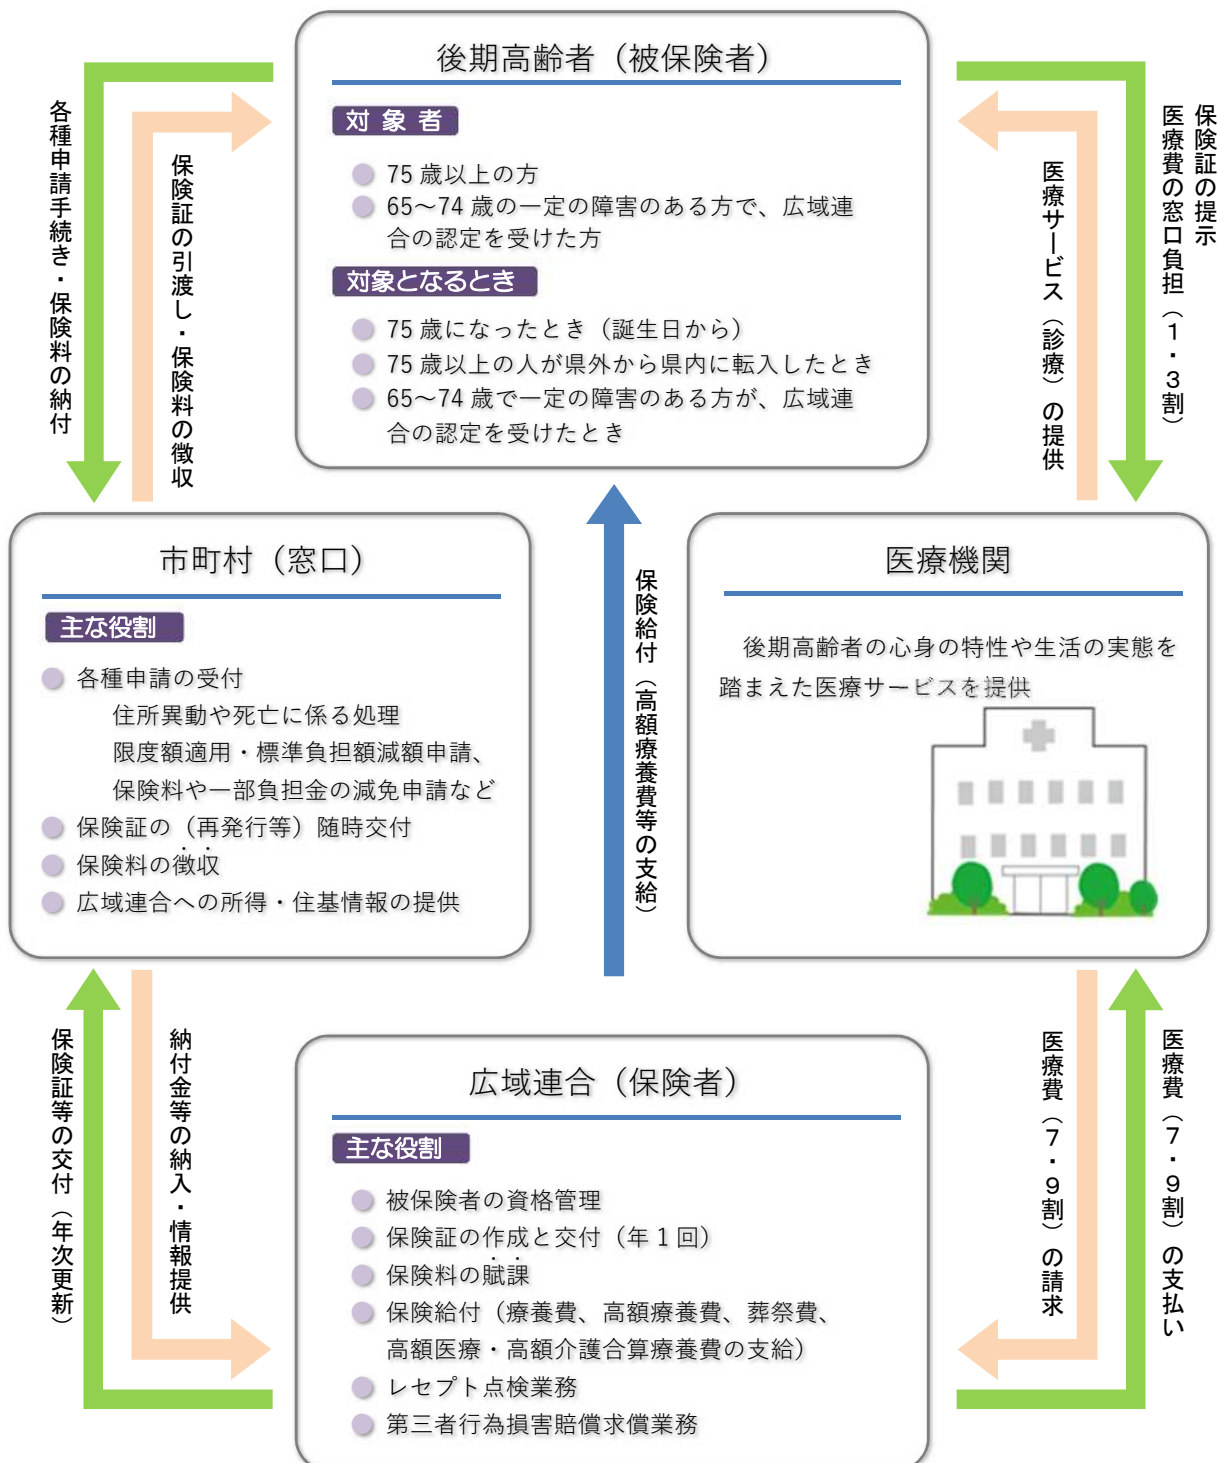 後期高齢者（被保険者）
対象者
75歳以上の方
65～74歳の一定の障害のある方で、広域連
合の認定を受けた方
対象となるとき
75歳になったとき（誕生日から）
75歳以上の人が県外から県内に転入したとき
65～74歳で一定の障害のある方が、広域連
合の認定を受けたとき
各種申請手続き・保険料の納付
保険証の引渡し・保険料の徴収
医療サービス（診療）の提供
保険証の提示
医療費の窓口負担（１・３割）
市町村（窓口）
主な役割
各種申請の受付
住所異動や死亡に係る処理
限度額適用・標準負担額減額申請、
保険料や一部負担金の減免申請など
保険証の（再発行等）随時交付
保険料の徴収
広域連合への所得・住基情報の提供
保険給付（高額療養費等の支給）
医療機関
後期高齢者の心身の特性や生活の実態を
踏まえた医療サービスを提供
保険証等の交付（年次更新）
納付金等の納入・情報提供
広域連合（保険者）
主な役割
被保険者の資格管理
保険証の作成と交付（年1回）
保険料の賦課
保険給付（療養費、高額療養費、葬祭費、
高額医療・高額介護合算療養費の支給）
レセプト点検業務
第三者行為損害賠償求償業務
医療費（７・９割）の請求
医療費（７・９割）の支払い